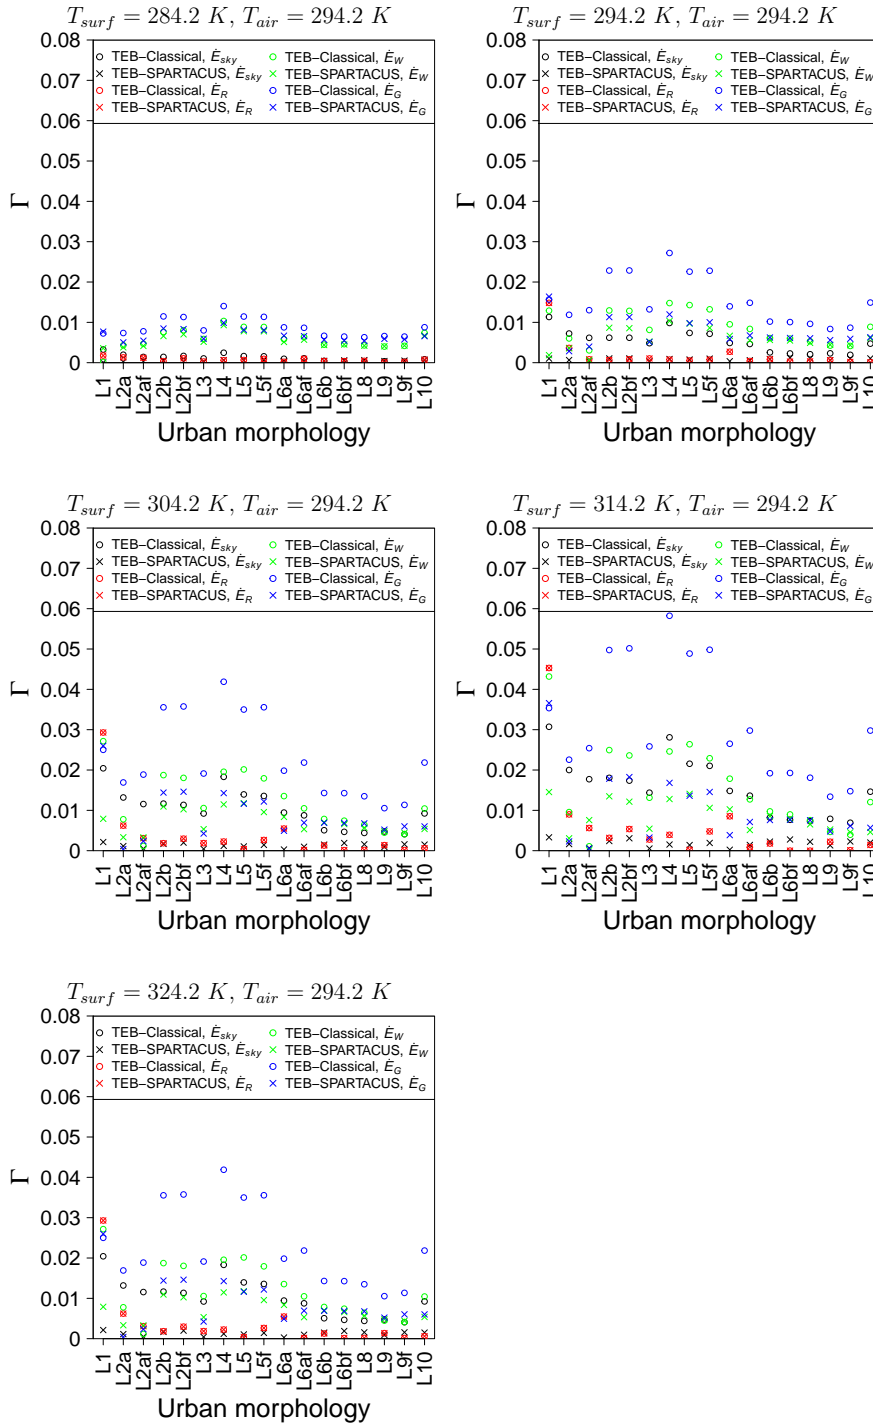 T_surf = 284.2 K, T_air = 294.2 K
0.08
0.07
0.06
0.05
0.04
0.03
0.02
0.01
0
Γ
TEB−Classical, Ė_sky
TEB−SPARTACUS, Ė_sky
TEB−Classical, Ė_R
TEB−SPARTACUS, Ė_R
TEB−Classical, Ė_W
TEB−SPARTACUS, Ė_W
TEB−Classical, Ė_G
TEB−SPARTACUS, Ė_G
L1 L2a L2af L2b L2bf L3 L4 L5 L5f L6a L6af L6b L6bf L8 L9 L9f L10
Urban morphology
T_surf = 294.2 K, T_air = 294.2 K
0.08
0.07
0.06
0.05
0.04
0.03
0.02
0.01
0
Γ
TEB−Classical, Ė_sky
TEB−SPARTACUS, Ė_sky
TEB−Classical, Ė_R
TEB−SPARTACUS, Ė_R
TEB−Classical, Ė_W
TEB−SPARTACUS, Ė_W
TEB−Classical, Ė_G
TEB−SPARTACUS, Ė_G
L1 L2a L2af L2b L2bf L3 L4 L5 L5f L6a L6af L6b L6bf L8 L9 L9f L10
Urban morphology
T_surf = 304.2 K, T_air = 294.2 K
0.08
0.07
0.06
0.05
0.04
0.03
0.02
0.01
0
Γ
TEB−Classical, Ė_sky
TEB−SPARTACUS, Ė_sky
TEB−Classical, Ė_R
TEB−SPARTACUS, Ė_R
TEB−Classical, Ė_W
TEB−SPARTACUS, Ė_W
TEB−Classical, Ė_G
TEB−SPARTACUS, Ė_G
L1 L2a L2af L2b L2bf L3 L4 L5 L5f L6a L6af L6b L6bf L8 L9 L9f L10
Urban morphology
T_surf = 314.2 K, T_air = 294.2 K
0.08
0.07
0.06
0.05
0.04
0.03
0.02
0.01
0
Γ
TEB−Classical, Ė_sky
TEB−SPARTACUS, Ė_sky
TEB−Classical, Ė_R
TEB−SPARTACUS, Ė_R
TEB−Classical, Ė_W
TEB−SPARTACUS, Ė_W
TEB−Classical, Ė_G
TEB−SPARTACUS, Ė_G
L1 L2a L2af L2b L2bf L3 L4 L5 L5f L6a L6af L6b L6bf L8 L9 L9f L10
Urban morphology
T_surf = 324.2 K, T_air = 294.2 K
0.08
0.07
0.06
0.05
0.04
0.03
0.02
0.01
0
Γ
TEB−Classical, Ė_sky
TEB−SPARTACUS, Ė_sky
TEB−Classical, Ė_R
TEB−SPARTACUS, Ė_R
TEB−Classical, Ė_W
TEB−SPARTACUS, Ė_W
TEB−Classical, Ė_G
TEB−SPARTACUS, Ė_G
L1 L2a L2af L2b L2bf L3 L4 L5 L5f L6a L6af L6b L6bf L8 L9 L9f L10
Urban morphology